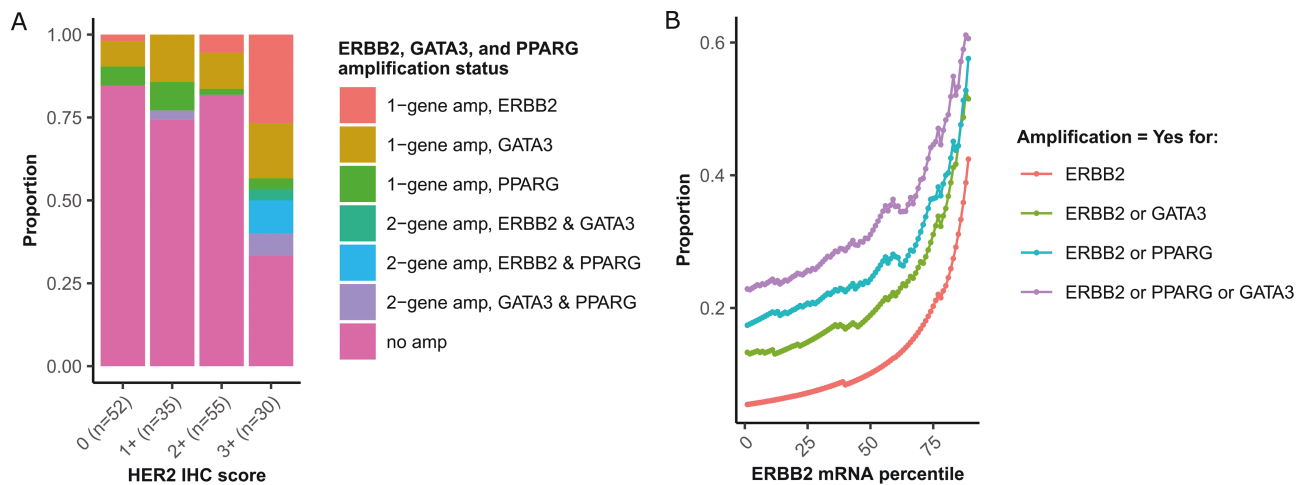 A
Proportion
1.00
0.75
0.50
0.25
0.00
0 (n=52)
1+ (n=35)
2+ (n=55)
3+ (n=30)
HER2 IHC score
ERBB2, GATA3, and PPARG
amplification status
1−gene amp, ERBB2
1−gene amp, GATA3
1−gene amp, PPARG
2−gene amp, ERBB2 & GATA3
2−gene amp, ERBB2 & PPARG
2−gene amp, GATA3 & PPARG
no amp
B
Proportion
0.6
0.4
0.2
0
25
50
75
ERBB2 mRNA percentile
Amplification = Yes for:
ERBB2
ERBB2 or GATA3
ERBB2 or PPARG
ERBB2 or PPARG or GATA3